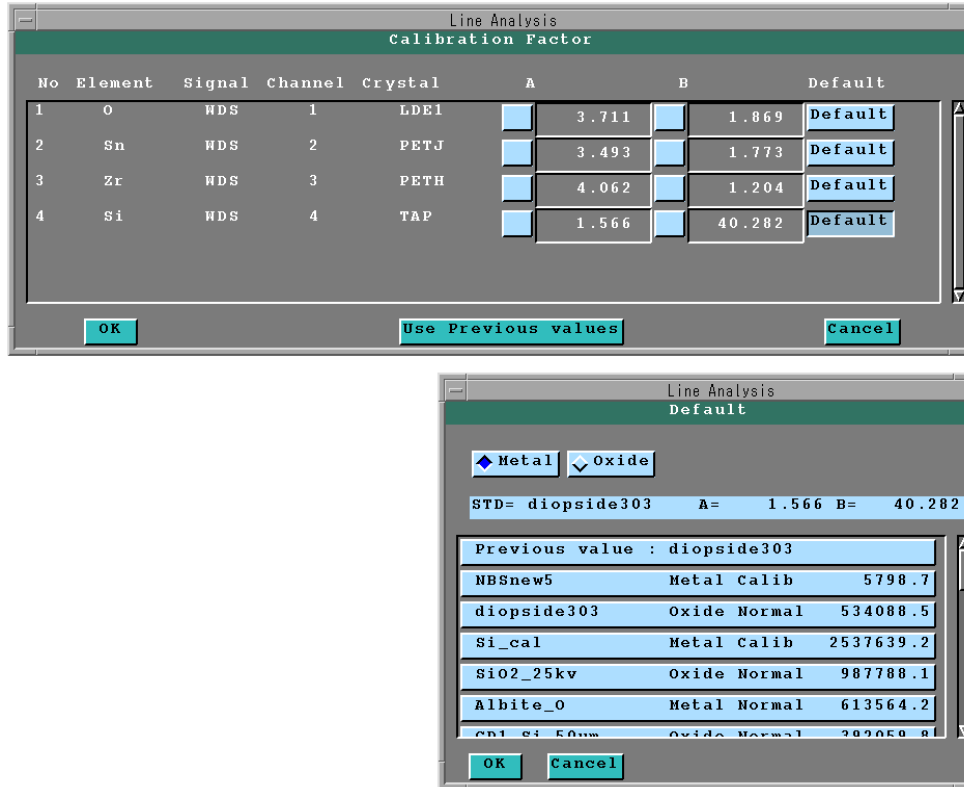 Line Analysis
Calibration Factor
No Element Signal Channel Crystal A B Default
1 O WDS 1 LDE1 3.711 1.869 Default
2 Sn WDS 2 PETJ 3.493 1.773 Default
3 Zr WDS 3 PETH 4.062 1.204 Default
4 Si WDS 4 TAP 1.566 40.282 Default
OK Use Previous values Cancel
Line Analysis
Default
Metal Oxide
STD= diopside303 A= 1.566 B= 40.282
Previous value : diopside303
NBSnew5 Metal Calib 5798.7
diopside303 Oxide Normal 534088.5
Si_cal Metal Calib 2537639.2
SiO2_25kv Oxide Normal 987788.1
Albite_O Metal Normal 613564.2
CD1_Si_50um Oxide Normal 392059.8
OK Cancel